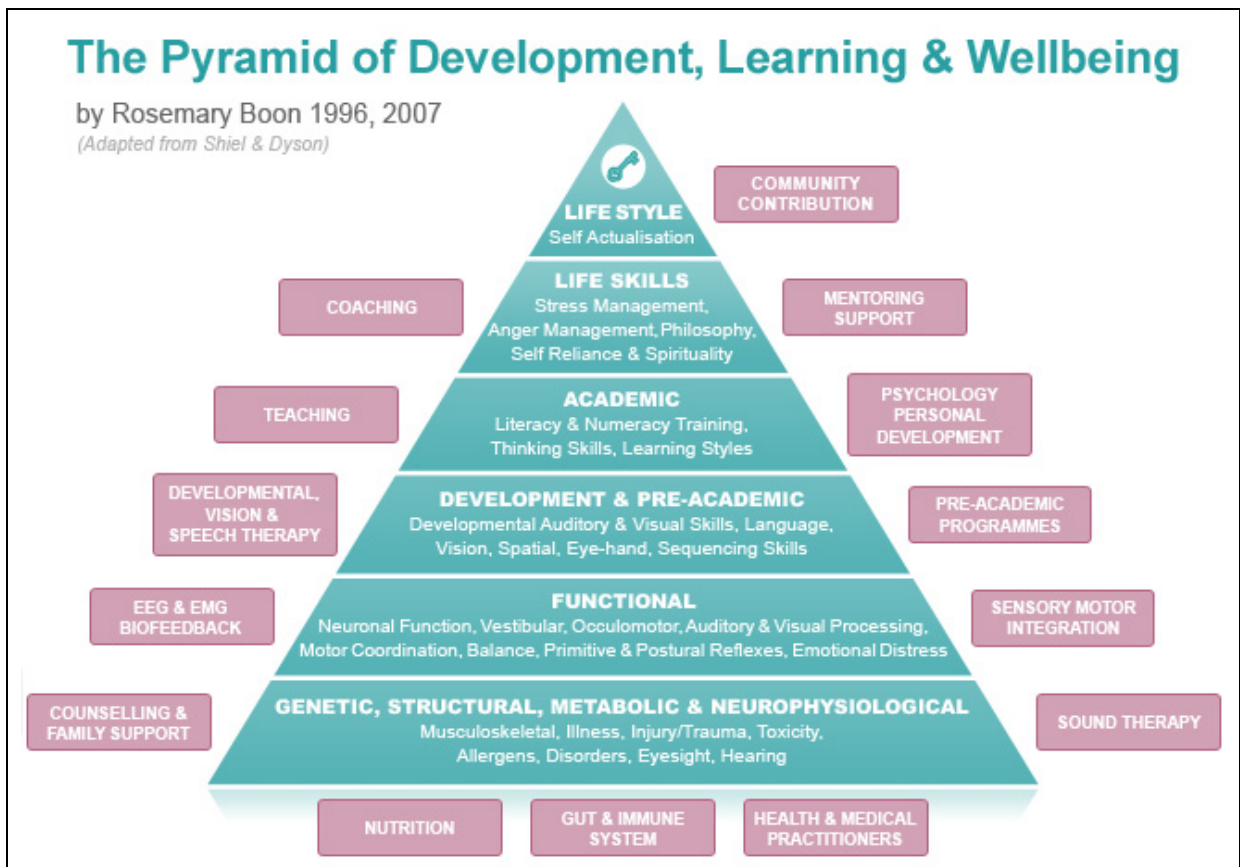 The Pyramid of Development, Learning & Wellbeing
by Rosemary Boon 1996, 2007
(Adapted from Shiel & Dyson)
COMMUNITY
CONTRIBUTION
LIFE STYLE
Self Actualisation
COACHING
LIFE SKILLS
Stress Management,
Anger Management, Philosophy,
Self Reliance & Spirituality
MENTORING
SUPPORT
TEACHING
ACADEMIC
Literacy & Numeracy Training,
Thinking Skills, Learning Styles
PSYCHOLOGY
PERSONAL
DEVELOPMENT
DEVELOPMENTAL,
VISION &
SPEECH THERAPY
DEVELOPMENT & PRE-ACADEMIC
Developmental Auditory & Visual Skills, Language,
Vision, Spatial, Eye-hand, Sequencing Skills
PRE-ACADEMIC
PROGRAMMES
EEG & EMG
BIOFEEDBACK
FUNCTIONAL
Neuronal Function, Vestibular, Occulomotor, Auditory & Visual Processing,
Motor Coordination, Balance, Primitive & Postural Reflexes, Emotional Distress
SENSORY MOTOR
INTEGRATION
COUNSELLING &
FAMILY SUPPORT
GENETIC, STRUCTURAL, METABOLIC & NEUROPHYSIOLOGICAL
Musculoskeletal, Illness, Injury/Trauma, Toxicity,
Allergens, Disorders, Eyesight, Hearing
SOUND THERAPY
NUTRITION
GUT & IMMUNE
SYSTEM
HEALTH & MEDICAL
PRACTITIONERS